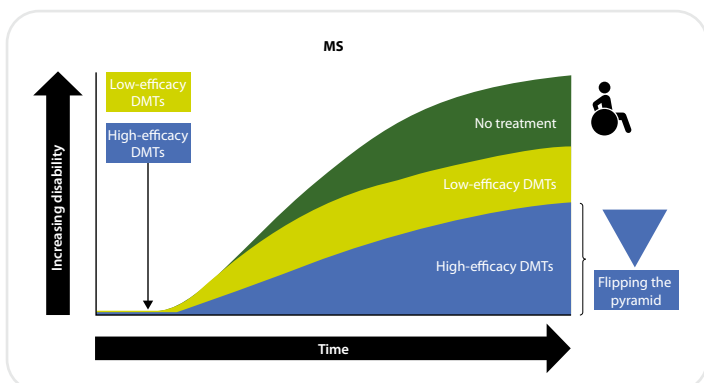 MS
Increasing disability
Low-efficacy
DMTs
High-efficacy
DMTs
No treatment
Low-efficacy DMTs
High-efficacy DMTs
Flipping the
pyramid
Time